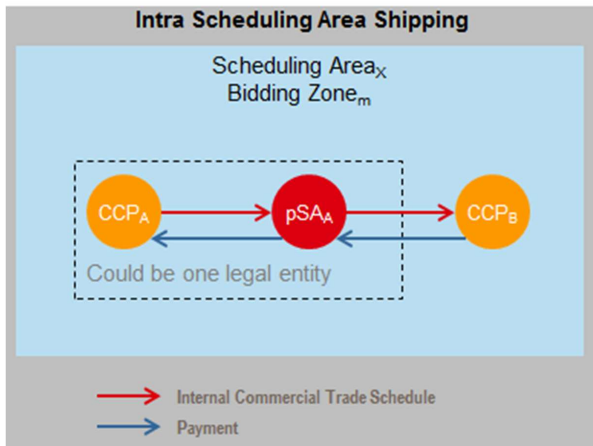 Intra Scheduling Area Shipping
Scheduling AreaX
Bidding Zonem
CCPA pSAA CCPB
Could be one legal entity
Internal Commercial Trade Schedule
Payment